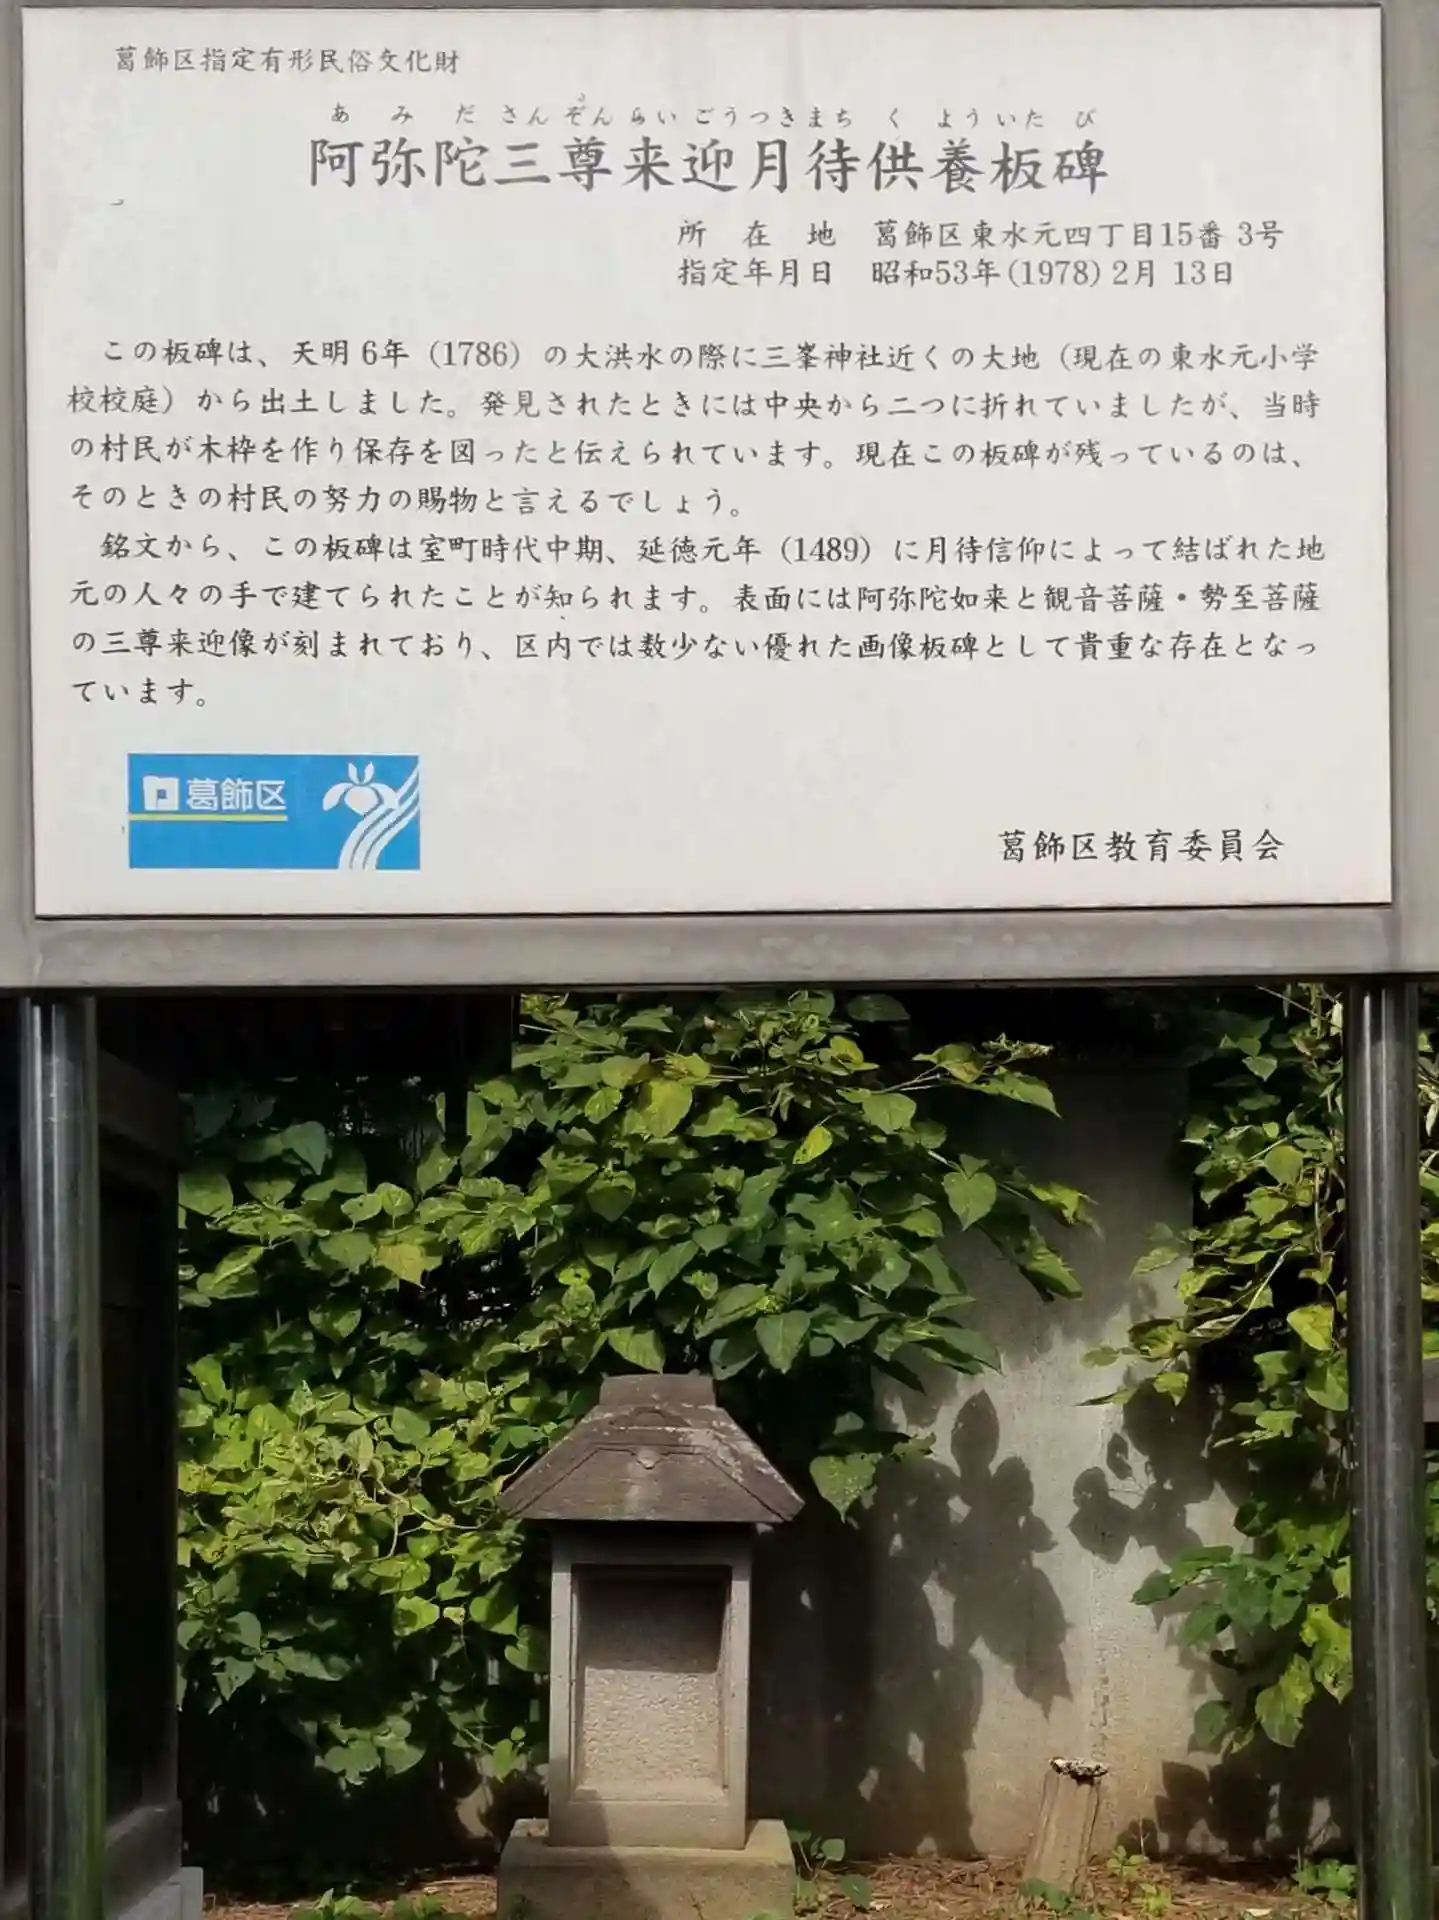 葛飾区指定有形民俗文化財
あみださんぞんらいごうつきまちくよういたび
阿弥陀三尊来迎月待供養板碑
所　在　地　葛飾区東水元四丁目15番 3号
指定年月日　昭和53年(1978) 2月 13日
この板碑は、天明 6年（1786）の大洪水の際に三峯神社近くの大地（現在の東水元小学
校校庭）から出土しました。発見されたときには中央から二つに折れていましたが、当時
の村民が木枠を作り保存を図ったと伝えられています。現在この板碑が残っているのは、
そのときの村民の努力の賜物と言えるでしょう。
銘文から、この板碑は室町時代中期、延徳元年（1489）に月待信仰によって結ばれた地
元の人々の手で建てられたことが知られます。表面には阿弥陀如来と観音菩薩・勢至菩薩
の三尊来迎像が刻まれており、区内では数少ない優れた画像板碑として貴重な存在となっ
ています。
葛飾区
葛飾区教育委員会